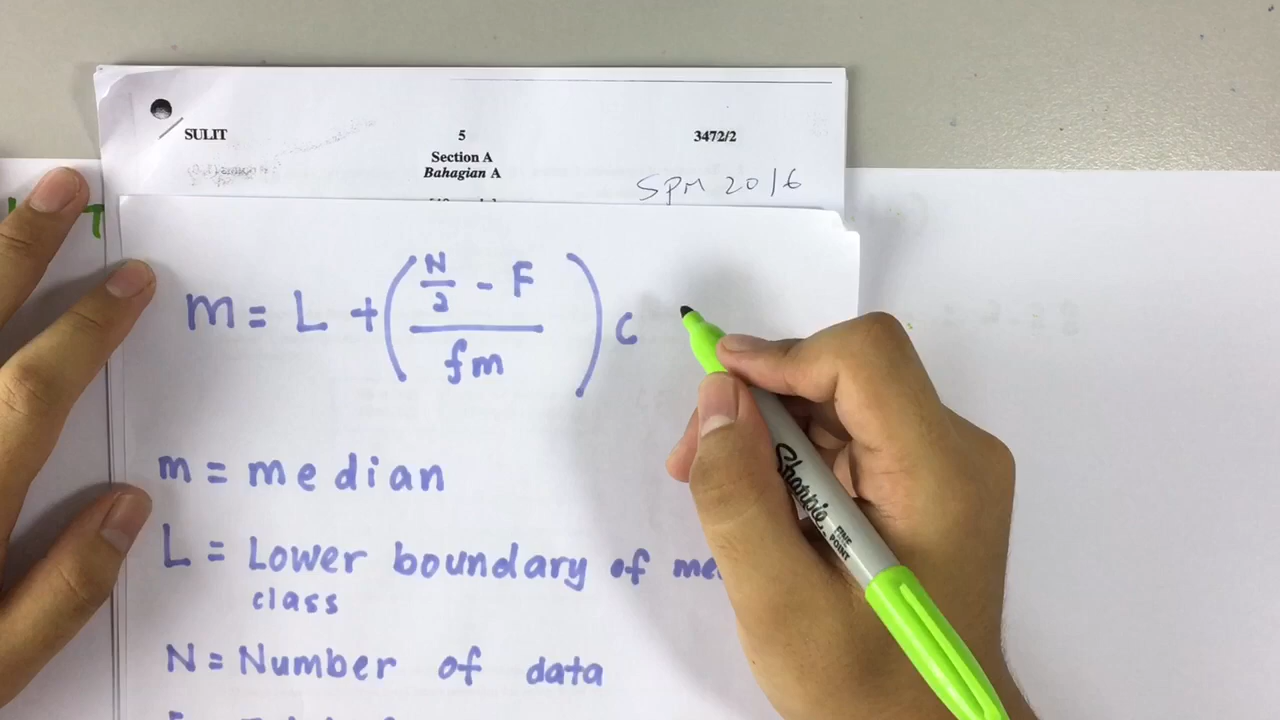 SULIT 5 3472/2
Section A
Bahagian A
SPM 2016
m = L + ( (N/2 - F) / fm ) c
m = median
L = Lower boundary of
class
N = Number of data
Sharpie
FINE
POINT